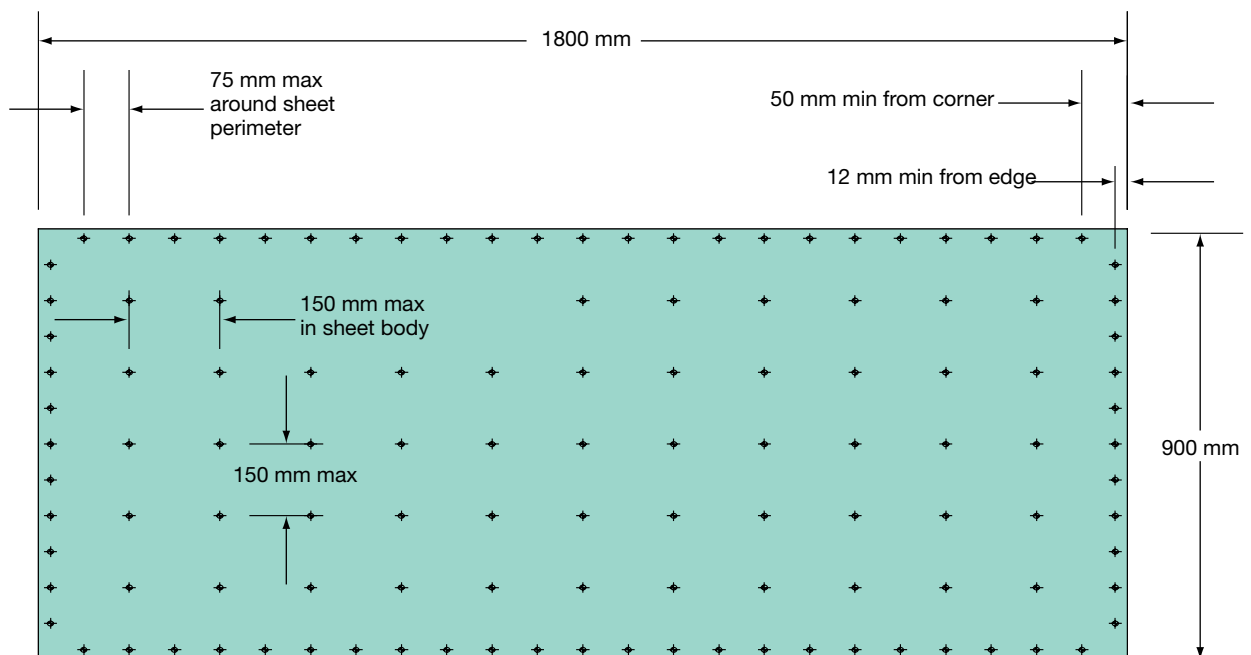 1800 mm
75 mm max
around sheet
perimeter
50 mm min from corner
12 mm min from edge
150 mm max
in sheet body
150 mm max
900 mm